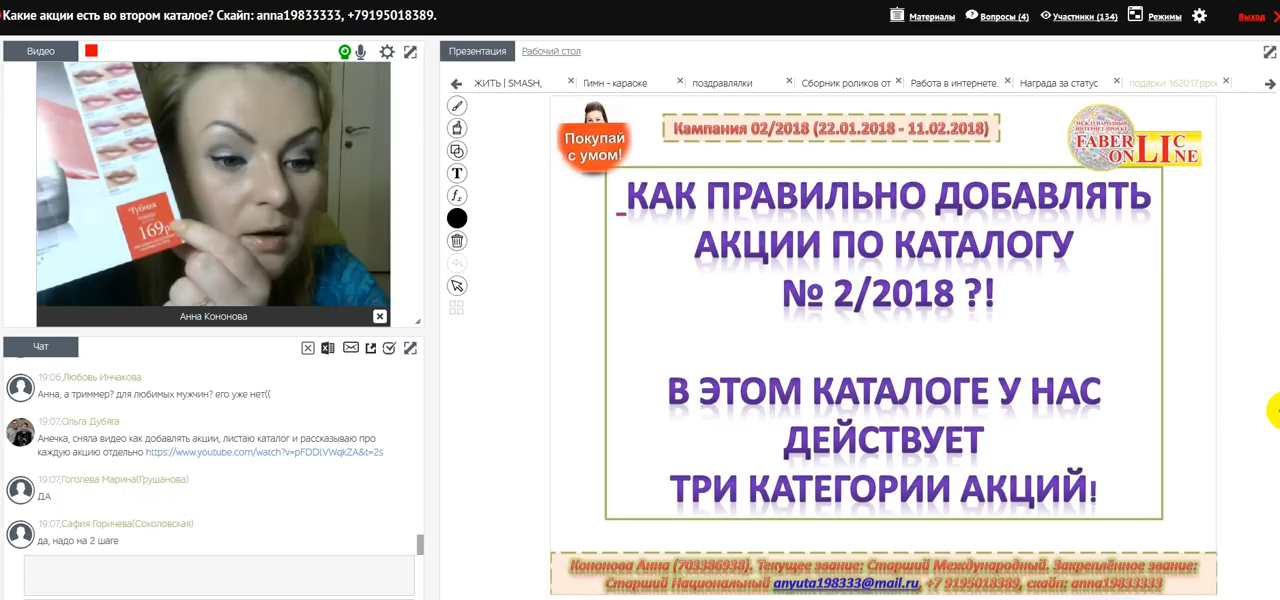 Какие акции есть во втором каталое? Скайп: anna19833333, +79195018389.
Материалы
Вопросы (4)
Участники (134)
Режимы
Выход
Видео
Тубная
169р
Анна Кононова
Чат
19:06,Любовь Инчакова
Анна, а триммер? для любимых мужчин? его уже нет((
19:07,Ольга Дубяга
Анечка, сняла видео как добавлять акции, листаю каталог и рассказываю про
каждую акцию отдельно https://www.youtube.com/watch?v=pFDDlVWqkZA&t=2s
19:07,Гоголева Марина(Грушанова)
ДА
19:07,Сафия Горичева(Соколовская)
да, надо на 2 шаге
Презентация
Рабочий стол
ЖИТЬ | SMASH,
Гимн - караоке
поздравлялки
Сборник роликов от
Работа в интернете.
Награда за статус
подарки 162017.pptx
Покупай
с умом!
Кампания 02/2018 (22.01.2018 - 11.02.2018)
МЕЖДУНАРОДНЫЙ
ИНТЕРНЕТ-ПРОЕКТ
FABERLIC
ONLINE
КАК ПРАВИЛЬНО ДОБАВЛЯТЬ
АКЦИИ ПО КАТАЛОГУ
№ 2/2018 ?!
В ЭТОМ КАТАЛОГЕ У НАС
ДЕЙСТВУЕТ
ТРИ КАТЕГОРИИ АКЦИЙ!
Кононова Анна (703386938). Текущее звание: Старший Международный. Закреплённое звание:
Старший Национальный anyuta198333@mail.ru, +7 9195018389, скайп: anna19833333